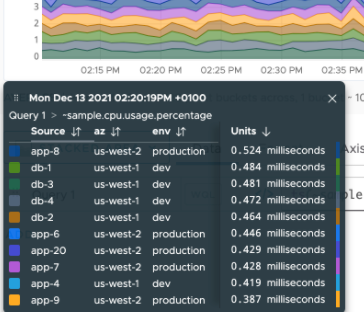 3
2
1
0
02:15 PM 02:20 PM 02:25 PM 02:30 PM 02:35 PM
Mon Dec 13 2021 02:20:19PM +0100
Query 1 > ~sample.cpu.usage.percentage
Source az env Units
app-8 us-west-2 production 0.524 milliseconds
db-1 us-west-1 dev 0.484 milliseconds
db-3 us-west-1 dev 0.481 milliseconds
db-4 us-west-1 dev 0.472 milliseconds
db-2 us-west-1 dev 0.464 milliseconds
app-6 us-west-2 production 0.446 milliseconds
app-20 us-west-2 production 0.429 milliseconds
app-7 us-west-2 production 0.428 milliseconds
app-4 us-west-1 dev 0.419 milliseconds
app-9 us-west-2 production 0.387 milliseconds